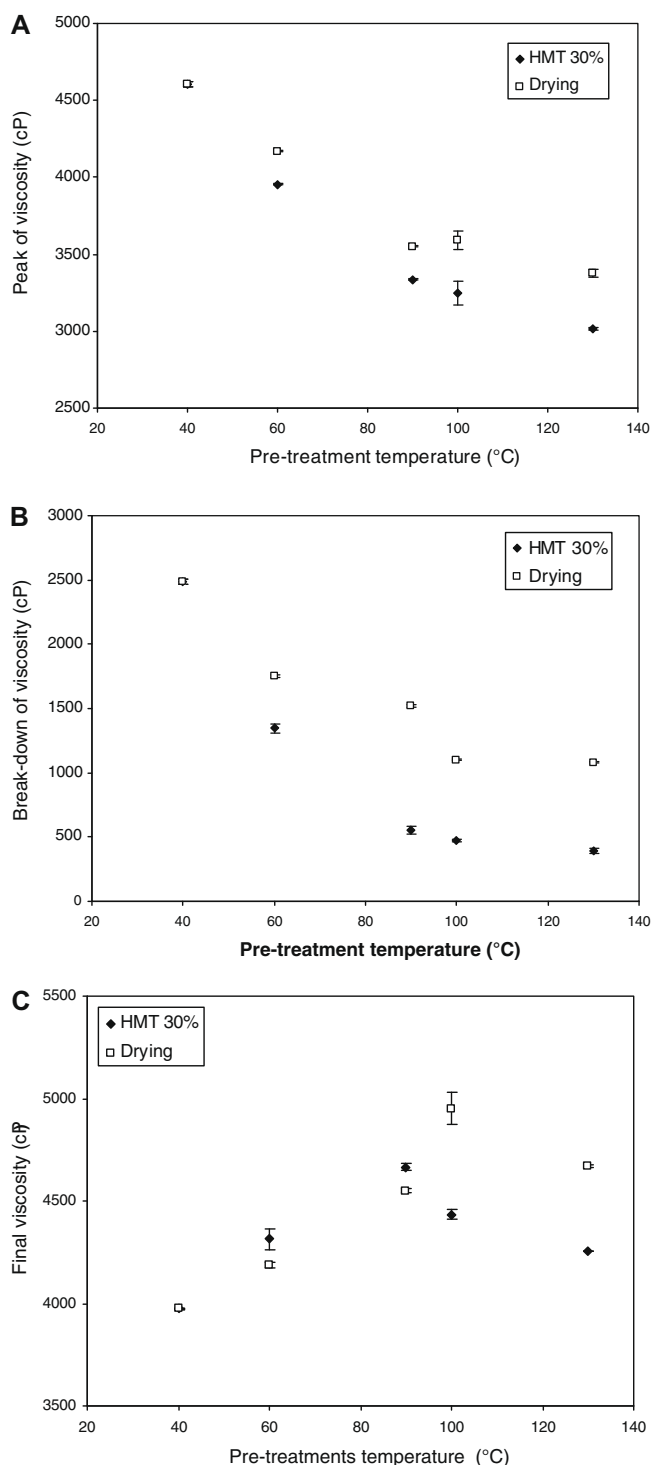 A
5000
4500
4000
3500
3000
2500
Peak of viscosity (cP)
HMT 30%
Drying
20 40 60 80 100 120 140
Pre-treatment temperature (°C)
B
3000
2500
2000
1500
1000
500
0
Break-down of viscosity (cP)
HMT 30%
Drying
20 40 60 80 100 120 140
Pre-treatment temperature (°C)
C
5500
5000
4500
4000
3500
Final viscosity (cP)
HMT 30%
Drying
20 40 60 80 100 120 140
Pre-treatments temperature (°C)